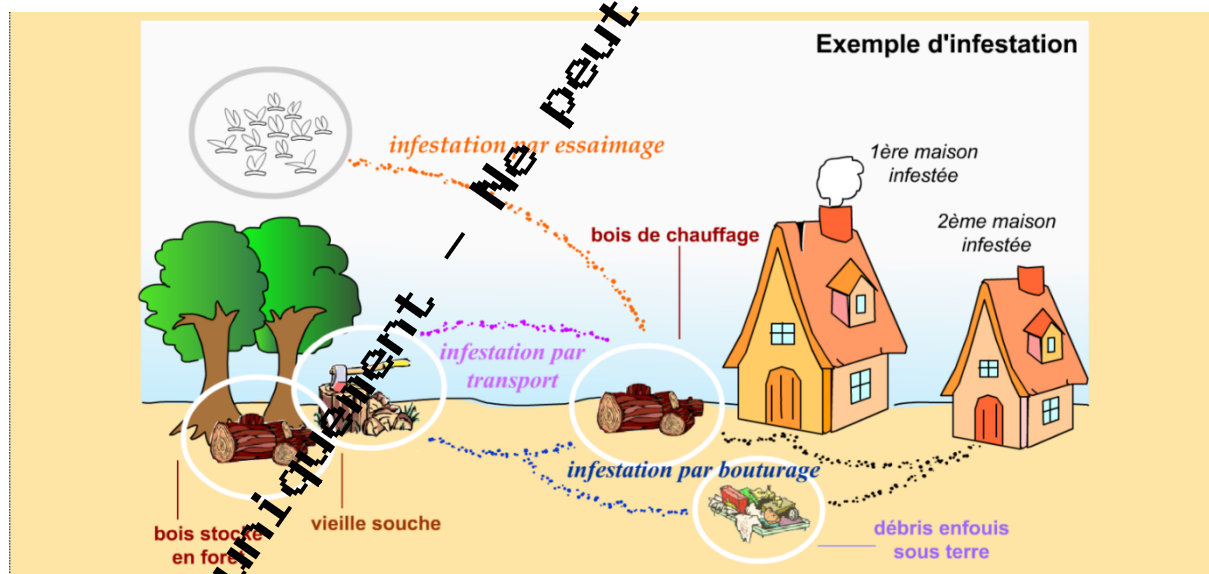 Exemple d'infestation
infestation par essaimage
1ère maison
infestée
2ème maison
infestée
bois de chauffage
infestation par
transport
infestation par bouturage
vieille souche
bois stocké
en forêt
débris enfouis
sous terre
uniquement - Ne peut